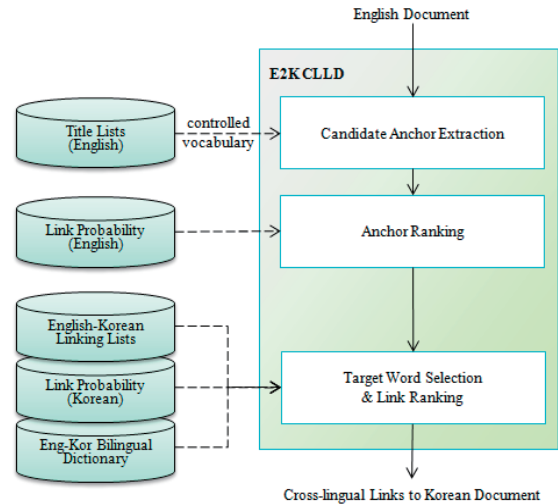 English Document
E2K CLLD
Title Lists
(English)
controlled
vocabulary
Candidate Anchor Extraction
Link Probability
(English)
Anchor Ranking
English-Korean
Linking Lists
Link Probability
(Korean)
Eng-Kor Bilingual
Dictionary
Target Word Selection
& Link Ranking
Cross-lingual Links to Korean Document